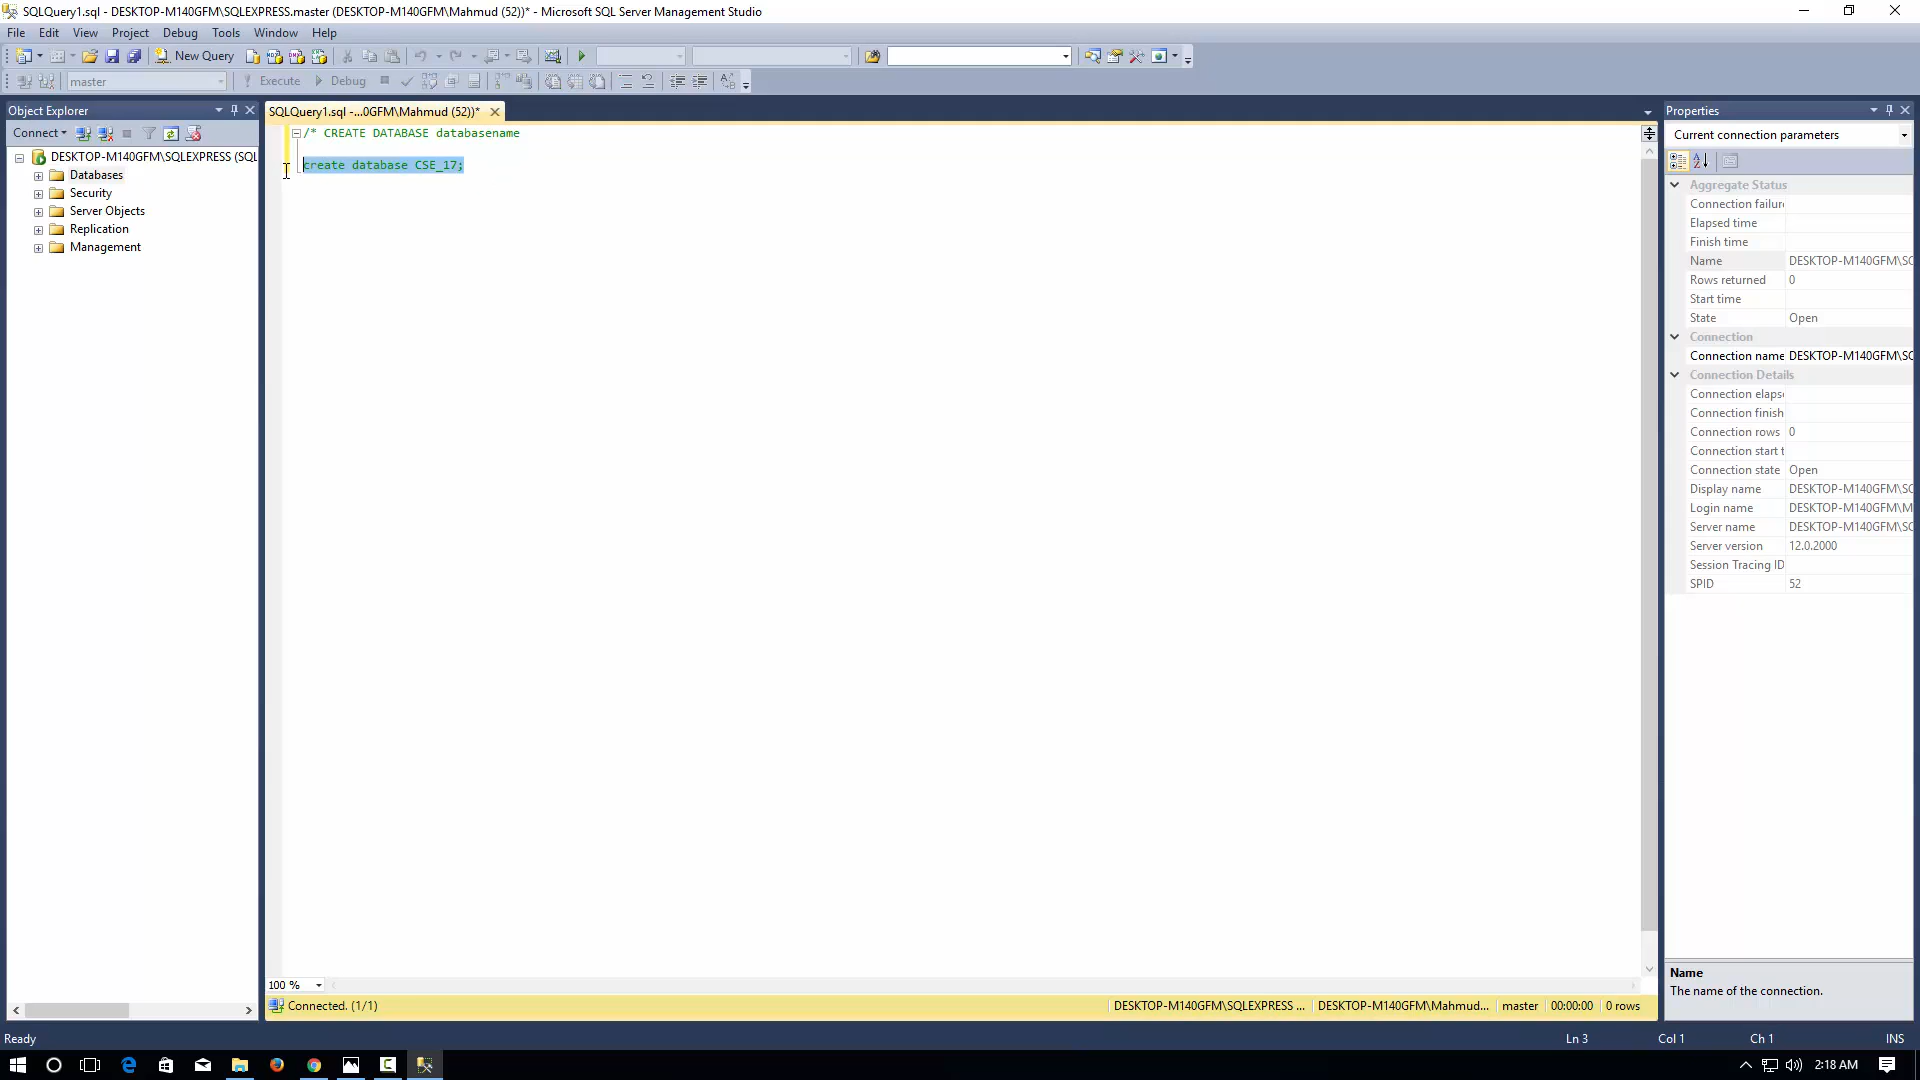 SQLQuery1.sql - DESKTOP-M140GFM\SQLEXPRESS.master (DESKTOP-M140GFM\Mahmud (52))* - Microsoft SQL Server Management Studio
File Edit View Project Debug Tools Window Help
New Query
master Execute Debug
Object Explorer
SQLQuery1.sql -...0GFM\Mahmud (52))*
Properties
Connect
/* CREATE DATABASE databasename
Current connection parameters
DESKTOP-M140GFM\SQLEXPRESS (SQL
create database CSE_17;
Databases
Security
Server Objects
Replication
Management
Aggregate Status
Connection failure
Elapsed time
Finish time
Name DESKTOP-M140GFM\SQ
Rows returned 0
Start time
State Open
Connection
Connection name DESKTOP-M140GFM\SQ
Connection Details
Connection elapse
Connection finish
Connection rows 0
Connection start t
Connection state Open
Display name DESKTOP-M140GFM\SQ
Login name DESKTOP-M140GFM\M
Server name DESKTOP-M140GFM\SQ
Server version 12.0.2000
Session Tracing ID
SPID 52
Name
The name of the connection.
100 %
Connected. (1/1) DESKTOP-M140GFM\SQLEXPRESS ... DESKTOP-M140GFM\Mahmud... master 00:00:00 0 rows
Ready Ln 3 Col 1 Ch 1 INS
2:18 AM